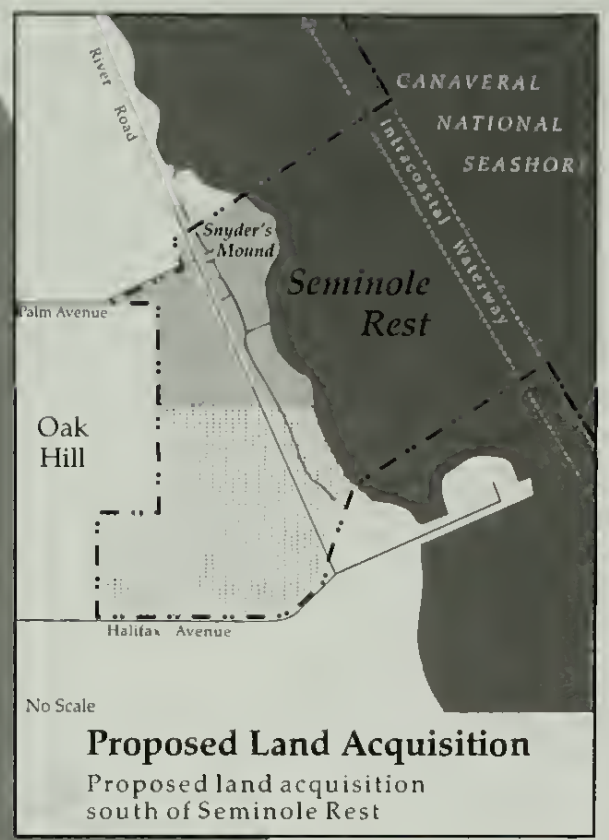 River Road
CANAVERAL
NATIONAL
SEASHOR
Intracoastal Waterway
Snyder's
Mound
Seminole
Rest
Palm Avenue
Oak
Hill
Halifax Avenue
No Scale
Proposed Land Acquisition
Proposed land acquisition
south of Seminole Rest